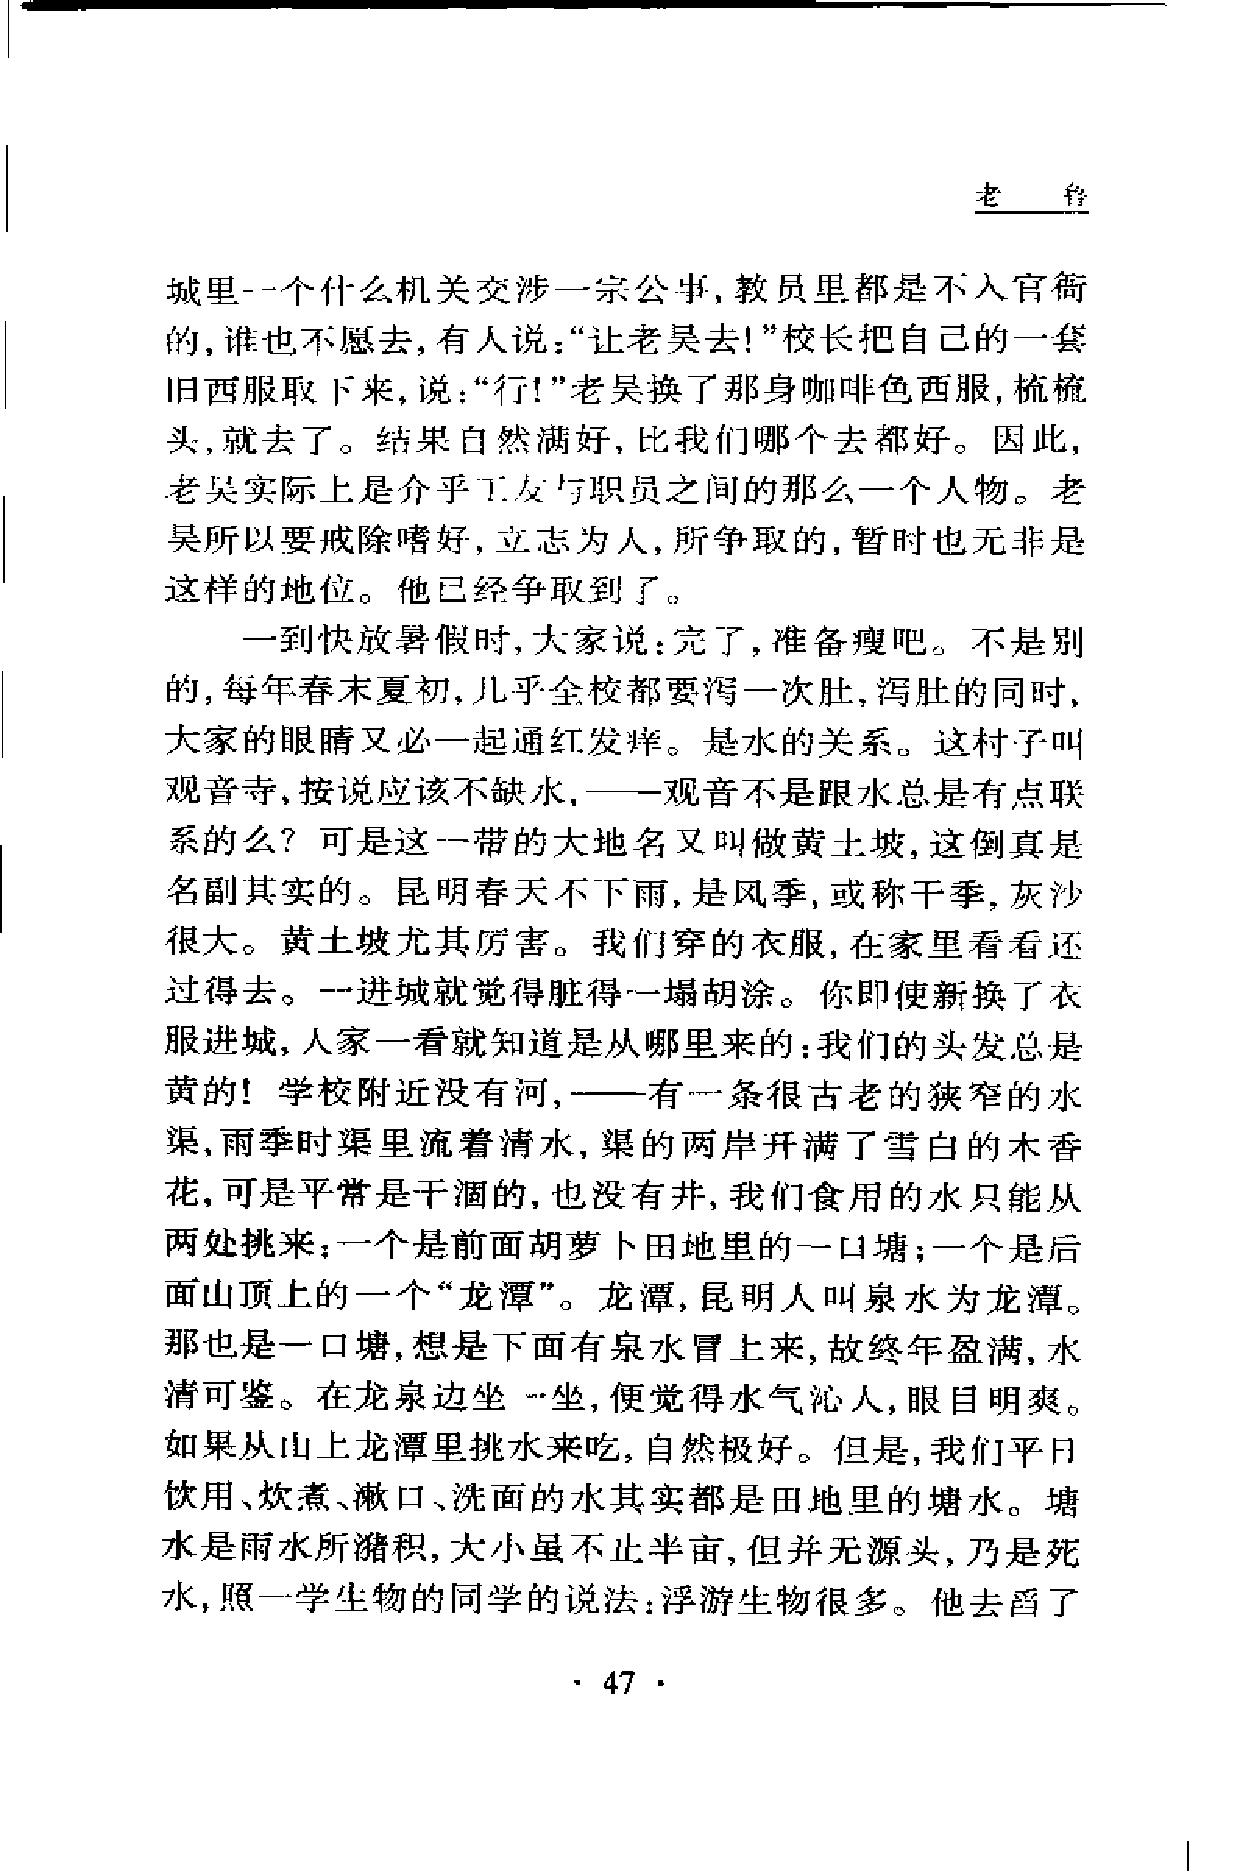 老 鲁
城里一个什么机关交涉一宗公事,教员里都是不入官衙
的,谁也不愿去,有人说:“让老吴去!”校长把自己的一套
旧西服取下来,说:“行!”老吴换了那身咖啡色西服,梳梳
头,就去了。结果自然满好,比我们哪个去都好。因此,
老吴实际上是介乎工友与职员之间的那么一个人物。老
吴所以要戒除嗜好,立志为人,所争取的,暂时也无非是
这样的地位。他已经争取到了。
一到快放暑假时,大家说:完了,准备瘦吧。不是别
的,每年春末夏初,几乎全校都要泻一次肚,泻肚的同时,
大家的眼睛又必一起通红发痒。是水的关系。这村子叫
观音寺,按说应该不缺水,——观音不是跟水总是有点联
系的么?可是这一带的大地名又叫做黄土坡,这倒真是
名副其实的。昆明春天不下雨,是风季,或称干季,灰沙
很大。黄土坡尤其厉害。我们穿的衣服,在家里看看还
过得去。一进城就觉得脏得一塌胡涂。你即使新换了衣
服进城,人家一看就知道是从哪里来的:我们的头发总是
黄的!学校附近没有河,——有一条很古老的狭窄的水
渠,雨季时渠里流着清水,渠的两岸开满了雪白的木香
花,可是平常是干涸的,也没有井,我们食用的水只能从
两处挑来;一个是前面胡萝卜田地里的一口塘;一个是后
面山顶上的一个“龙潭”。龙潭,昆明人叫泉水为龙潭。
那也是一口塘,想是下面有泉水冒上来,故终年盈满,水
清可鉴。在龙泉边坐一坐,便觉得水气沁人,眼目明爽。
如果从山上龙潭里挑水来吃,自然极好。但是,我们平日
饮用、炊煮、漱口、洗面的水其实都是田地里的塘水。塘
水是雨水所潴积,大小虽不止半亩,但并无源头,乃是死
水,照一学生物的同学的说法:浮游生物很多。他去舀了
· 47 ·